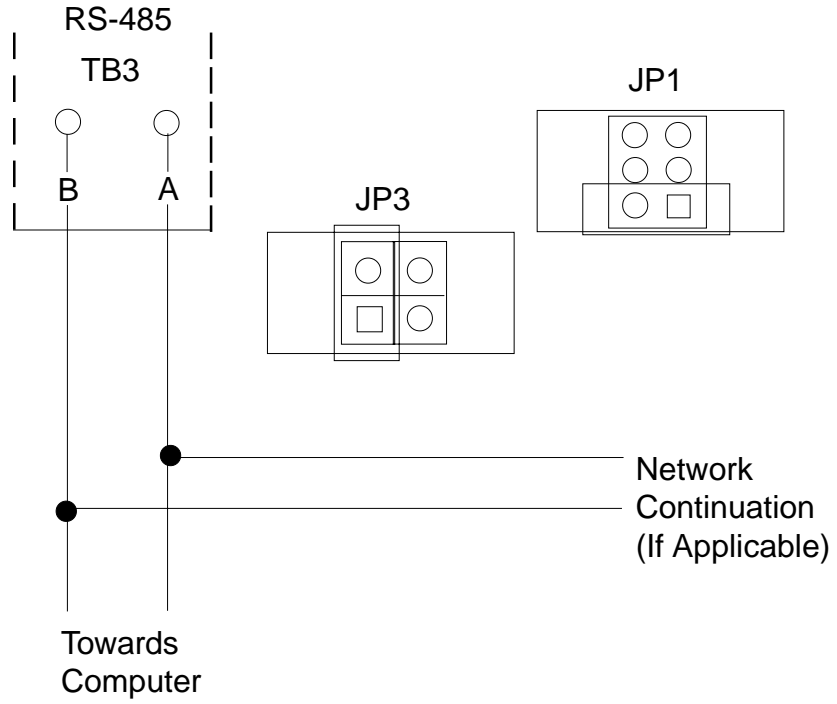 RS-485
TB3
JP1
B
A
JP3
Network
Continuation
(If Applicable)
Towards
Computer